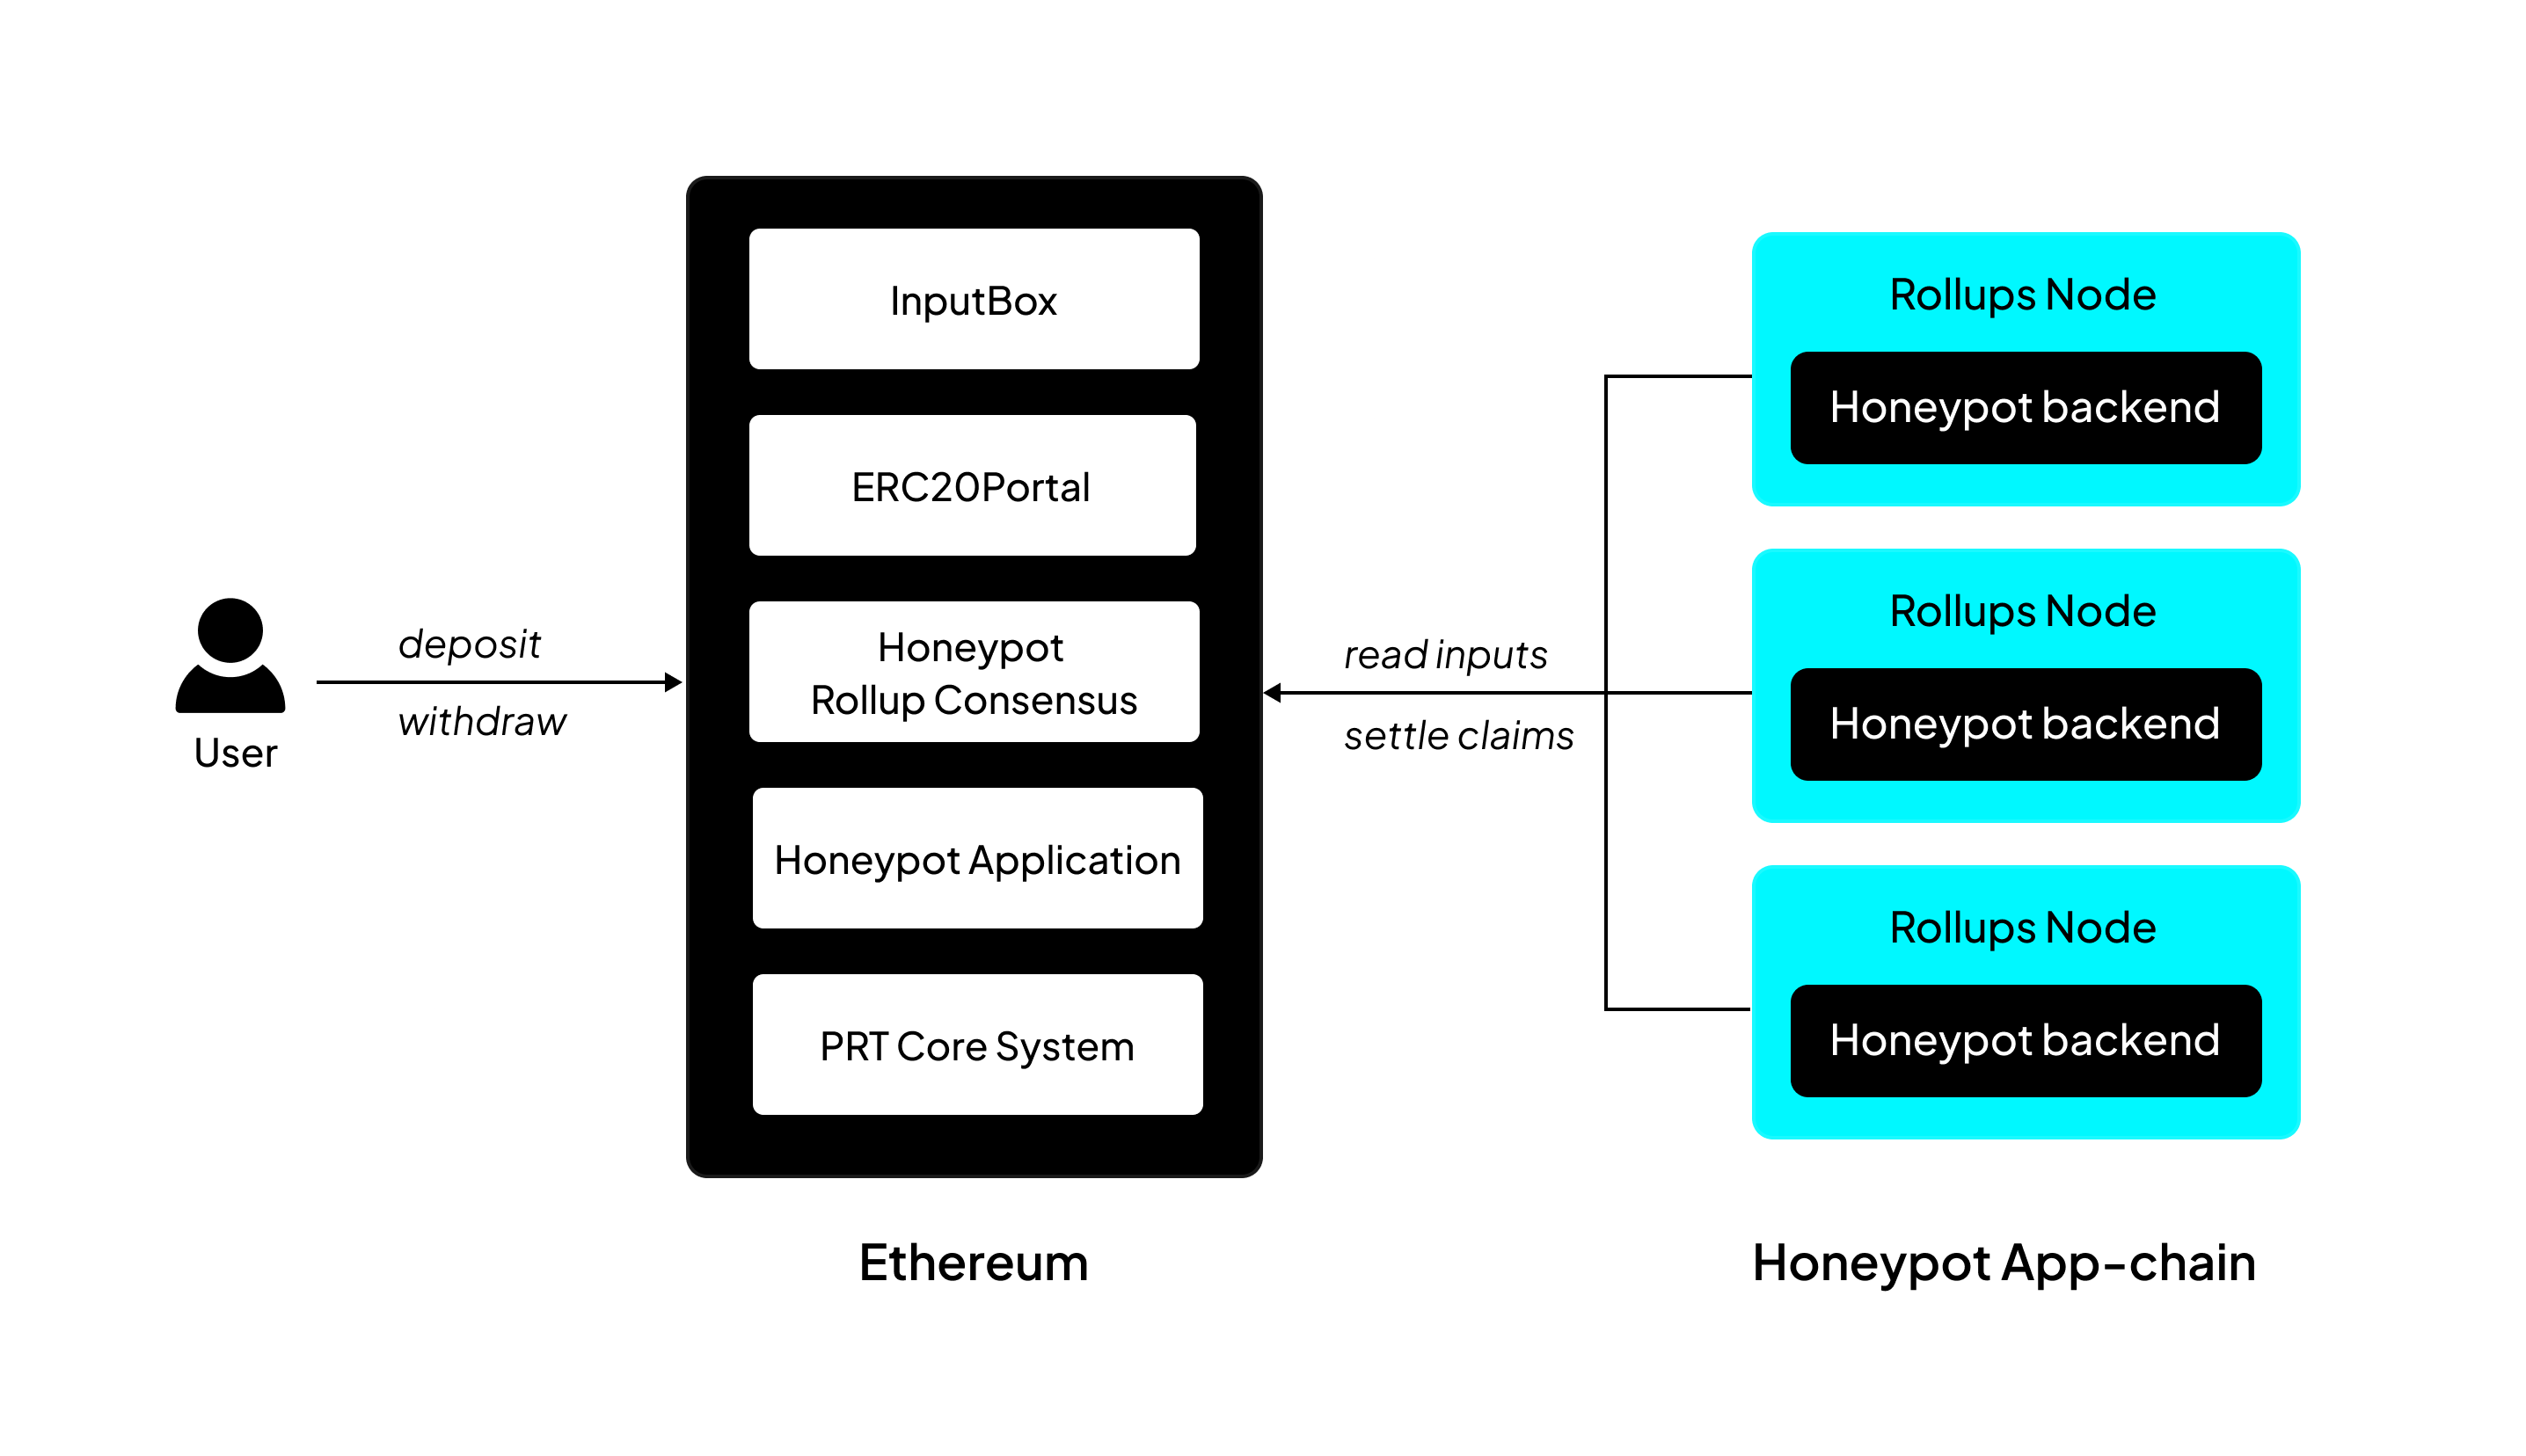 User
deposit
withdraw
InputBox
ERC20Portal
Honeypot
Rollup Consensus
Honeypot Application
PRT Core System
Ethereum
read inputs
settle claims
Rollups Node
Honeypot backend
Rollups Node
Honeypot backend
Rollups Node
Honeypot backend
Honeypot App-chain